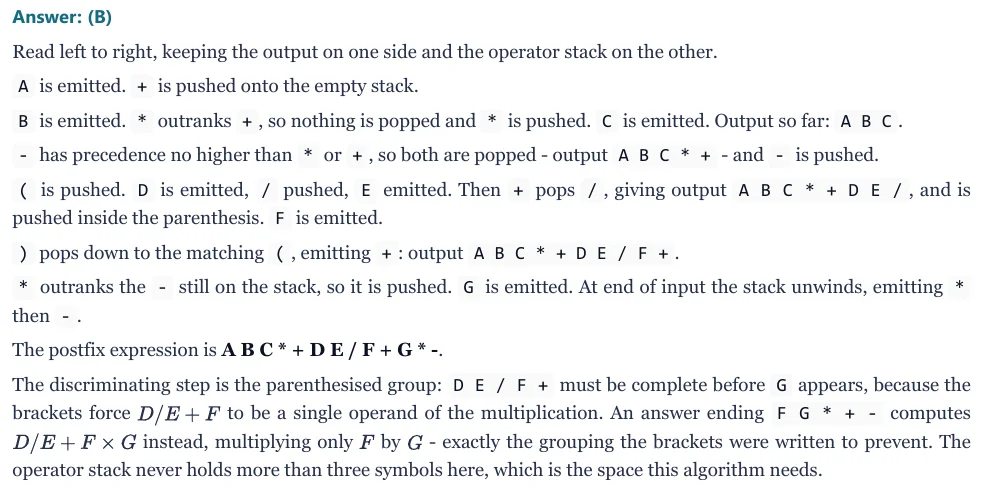 Answer: (B)
Read left to right, keeping the output on one side and the operator stack on the other.
A is emitted. + is pushed onto the empty stack.
B is emitted. * outranks + , so nothing is popped and * is pushed. C is emitted. Output so far: A B C .
- has precedence no higher than * or + , so both are popped - output A B C * + - and - is pushed.
( is pushed. D is emitted, / pushed, E emitted. Then + pops / , giving output A B C * + D E / , and is
pushed inside the parenthesis. F is emitted.
) pops down to the matching ( , emitting + : output A B C * + D E / F + .
* outranks the - still on the stack, so it is pushed. G is emitted. At end of input the stack unwinds, emitting *
then - .
The postfix expression is A B C * + D E / F + G * -.
The discriminating step is the parenthesised group: D E / F + must be complete before G appears, because the
brackets force D/E + F to be a single operand of the multiplication. An answer ending F G * + - computes
D/E + F × G instead, multiplying only F by G - exactly the grouping the brackets were written to prevent. The
operator stack never holds more than three symbols here, which is the space this algorithm needs.